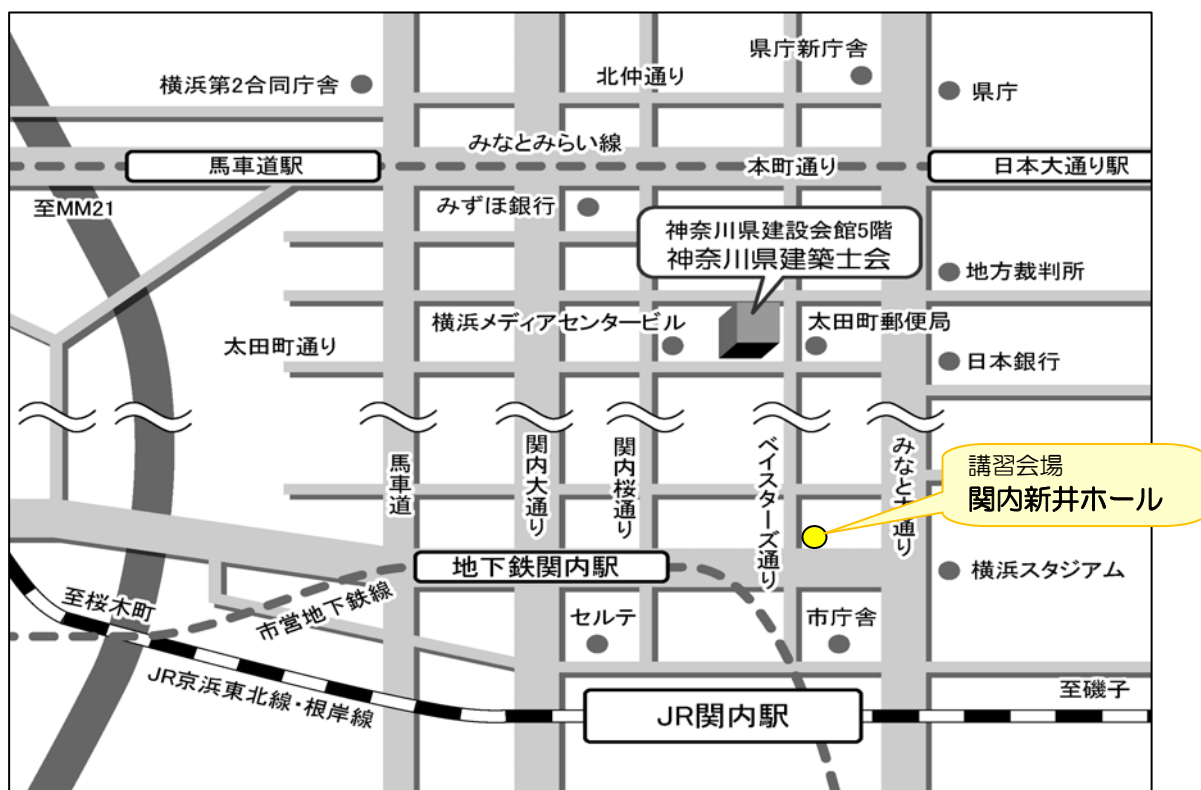 県庁新庁舎
横浜第2合同庁舎
北仲通り
県庁
みなとみらい線
馬車道駅
本町通り
日本大通り駅
至MM21
みずほ銀行
神奈川県建設会館5階
神奈川県建築士会
地方裁判所
横浜メディアセンタービル
太田町郵便局
太田町通り
日本銀行
馬車道
関内大通り
関内桜通り
ベイスターズ通り
みなと大通り
講習会場
関内新井ホール
地下鉄関内駅
横浜スタジアム
至桜木町
市営地下鉄線
セルテ
市庁舎
JR京浜東北線・根岸線
至磯子
JR関内駅